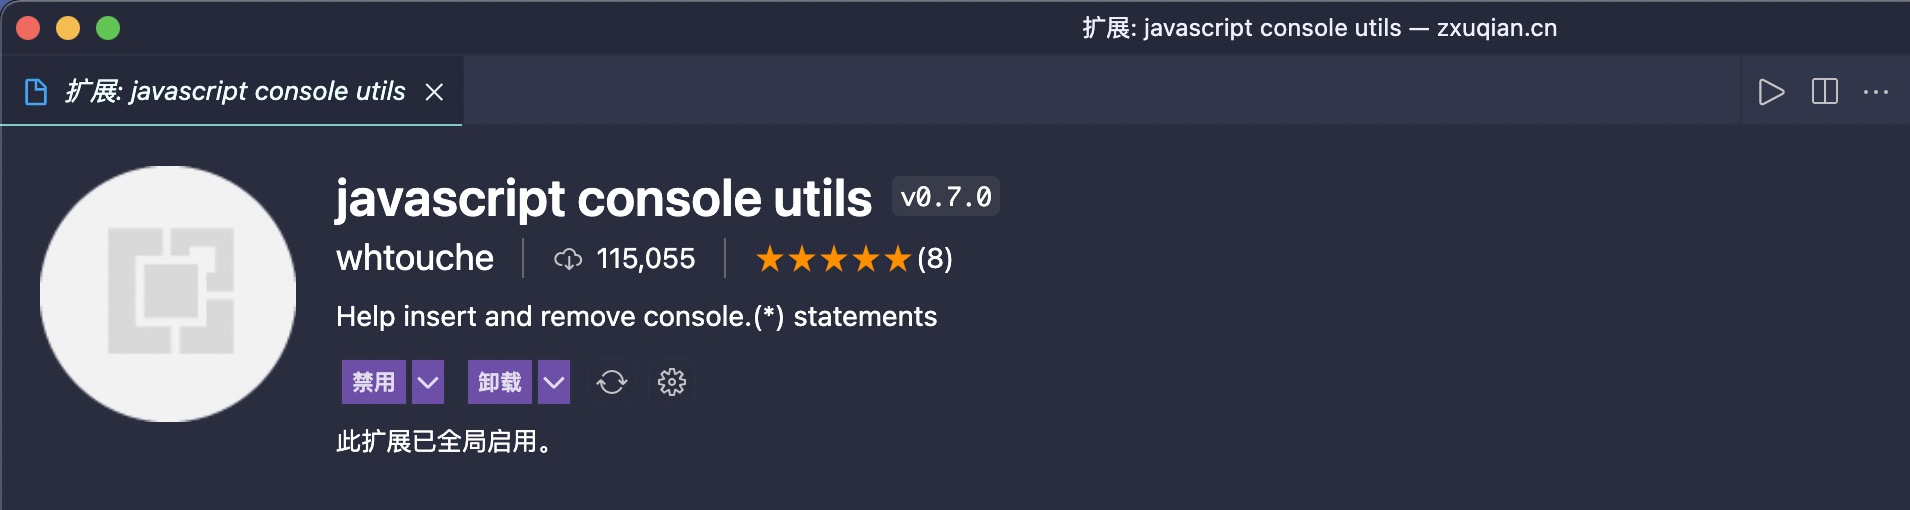 扩展: javascript console utils — zxuqian.cn
扩展: javascript console utils
javascript console utils v0.7.0
whtouche 115,055 (8)
Help insert and remove console.(*) statements
禁用 卸载
此扩展已全局启用。